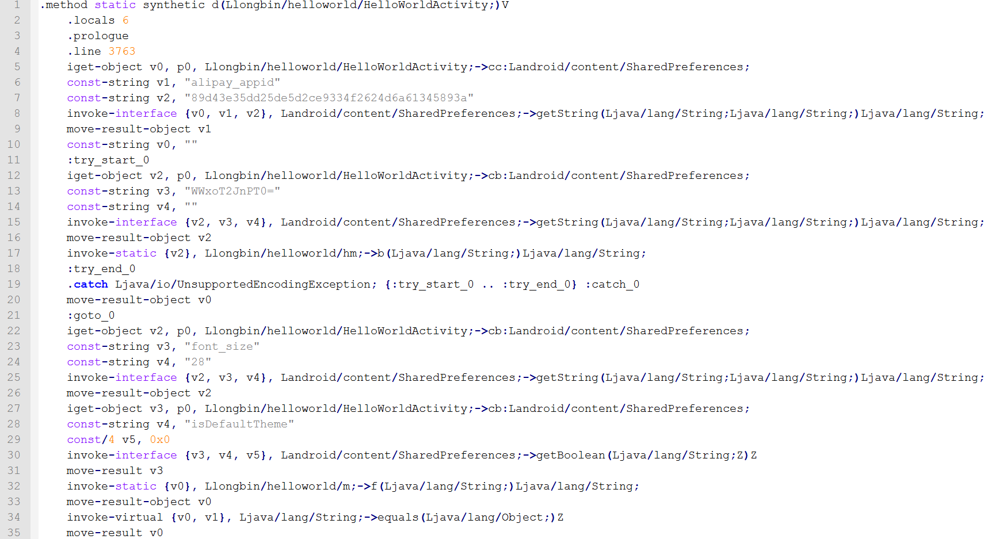 1 .method static synthetic d(Llongbin/helloworld/HelloWorldActivity;)V
2 .locals 6
3 .prologue
4 .line 3763
5 iget-object v0, p0, Llongbin/helloworld/HelloWorldActivity;->cc:Landroid/content/SharedPreferences;
6 const-string v1, "alipay_appid"
7 const-string v2, "89d43e35dd25de5d2ce9334f2624d6a61345893a"
8 invoke-interface {v0, v1, v2}, Landroid/content/SharedPreferences;->getString(Ljava/lang/String;Ljava/lang/String;)Ljava/lang/String;
9 move-result-object v1
10 const-string v0, ""
11 :try_start_0
12 iget-object v2, p0, Llongbin/helloworld/HelloWorldActivity;->cb:Landroid/content/SharedPreferences;
13 const-string v3, "WWxoT2JnPT0="
14 const-string v4, ""
15 invoke-interface {v2, v3, v4}, Landroid/content/SharedPreferences;->getString(Ljava/lang/String;Ljava/lang/String;)Ljava/lang/String;
16 move-result-object v2
17 invoke-static {v2}, Llongbin/helloworld/hm;->b(Ljava/lang/String;)Ljava/lang/String;
18 :try_end_0
19 .catch Ljava/io/UnsupportedEncodingException; {:try_start_0 .. :try_end_0} :catch_0
20 move-result-object v0
21 :goto_0
22 iget-object v2, p0, Llongbin/helloworld/HelloWorldActivity;->cb:Landroid/content/SharedPreferences;
23 const-string v3, "font_size"
24 const-string v4, "28"
25 invoke-interface {v2, v3, v4}, Landroid/content/SharedPreferences;->getString(Ljava/lang/String;Ljava/lang/String;)Ljava/lang/String;
26 move-result-object v2
27 iget-object v3, p0, Llongbin/helloworld/HelloWorldActivity;->cb:Landroid/content/SharedPreferences;
28 const-string v4, "isDefaultTheme"
29 const/4 v5, 0x0
30 invoke-interface {v3, v4, v5}, Landroid/content/SharedPreferences;->getBoolean(Ljava/lang/String;Z)Z
31 move-result v3
32 invoke-static {v0}, Llongbin/helloworld/m;->f(Ljava/lang/String;)Ljava/lang/String;
33 move-result-object v0
34 invoke-virtual {v0, v1}, Ljava/lang/String;->equals(Ljava/lang/Object;)Z
35 move-result v0